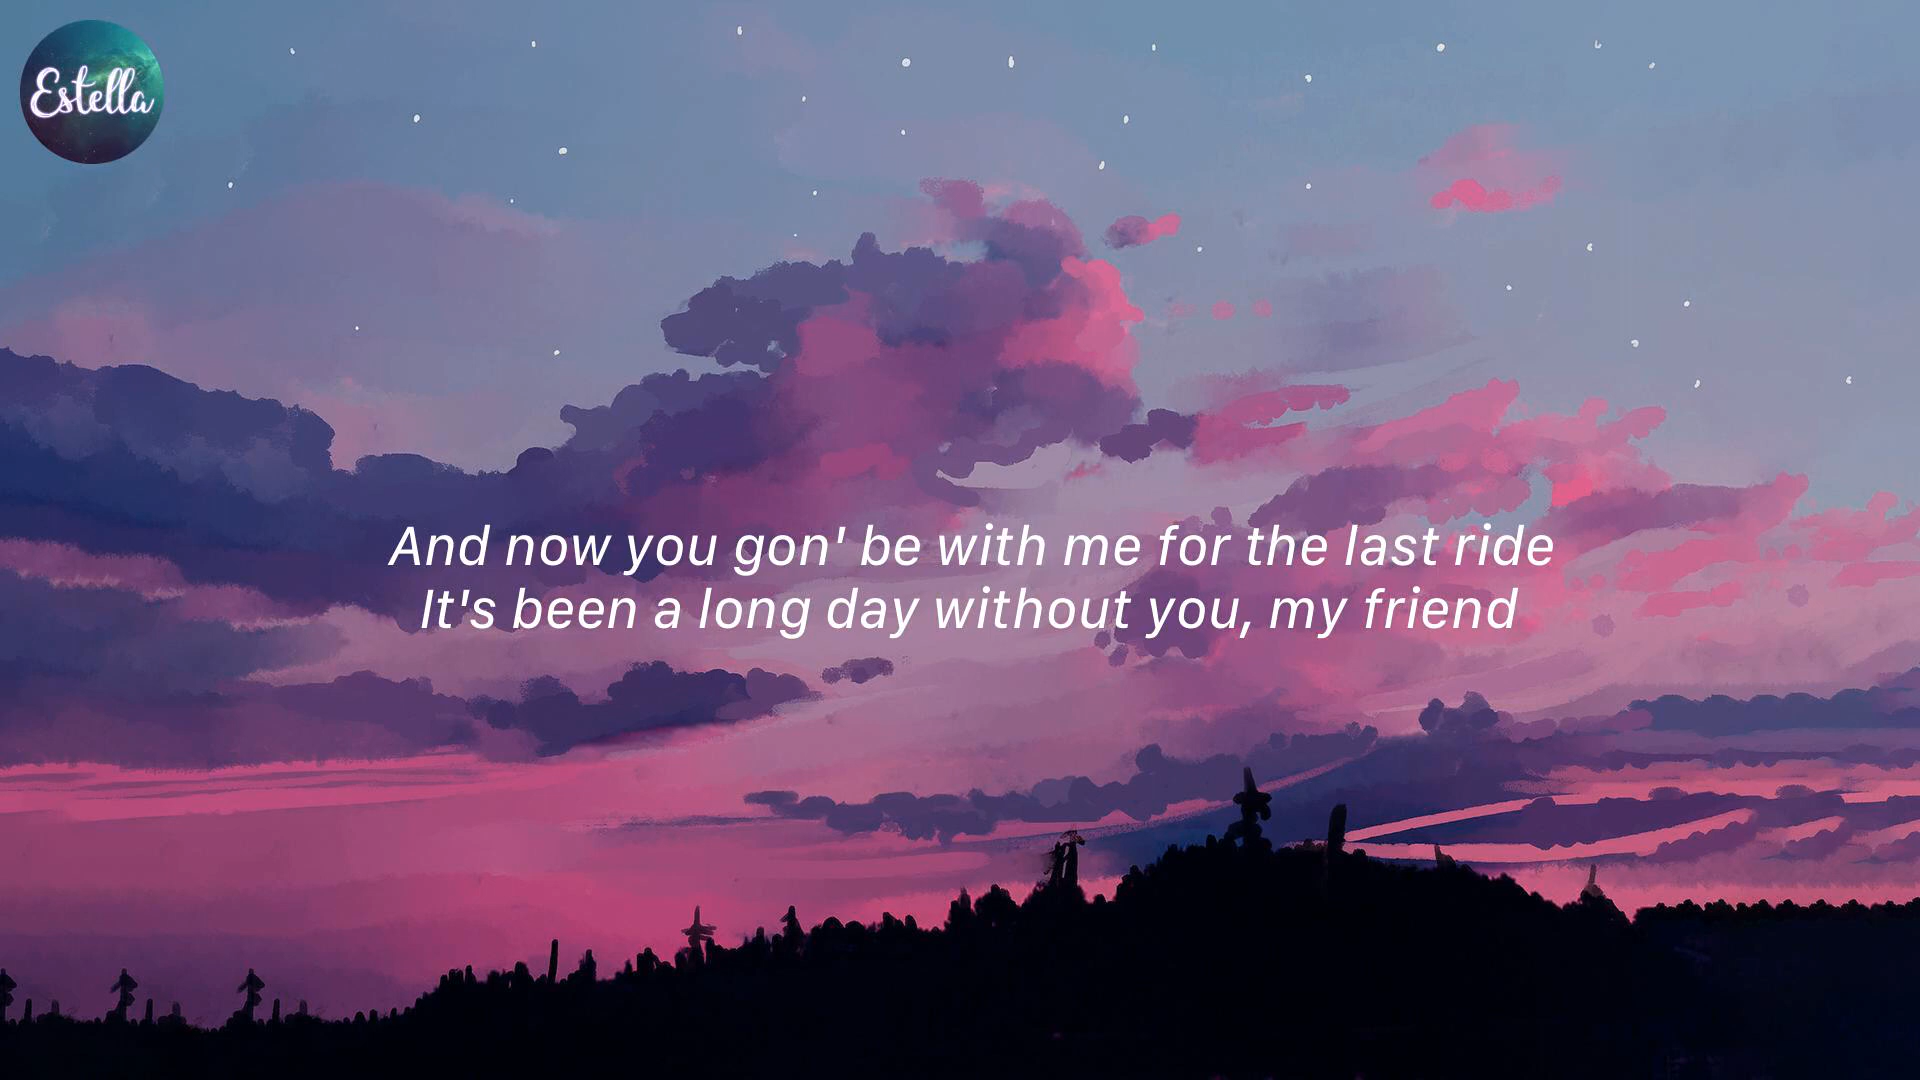 Estella
And now you gon' be with me for the last ride
It's been a long day without you, my friend